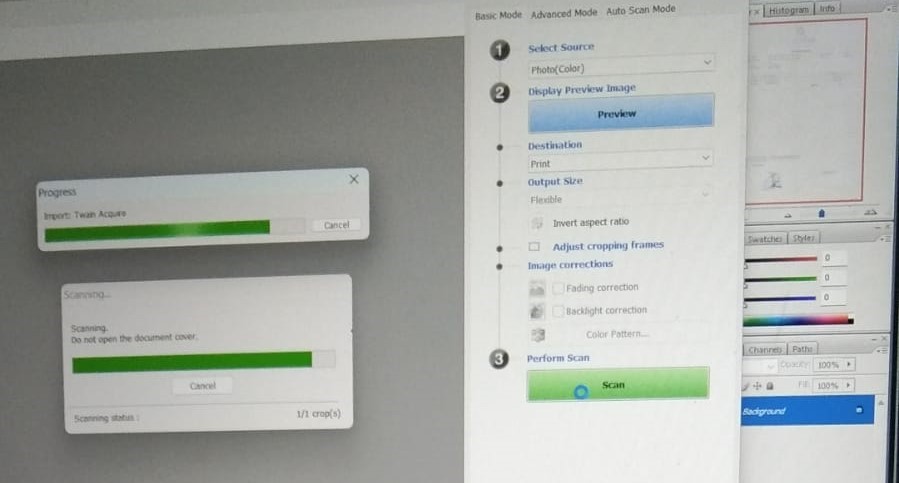 Basic Mode Advanced Mode Auto Scan Mode
1 Select Source
Photo(Color)
2 Display Preview Image
Preview
Destination
Print
Output Size
Flexible
Invert aspect ratio
Adjust cropping frames
Image corrections
Fading correction
Backlight correction
Color Pattern...
3 Perform Scan
Scan
Progress
Import: Twain Acquire
Cancel
Scanning...
Scanning.
Do not open the document cover.
Cancel
Scanning status :
1/1 crop(s)
Histogram Info
Swatches Styles
0
0
0
Channels Paths
Opacity: 100%
Fill: 100%
Background